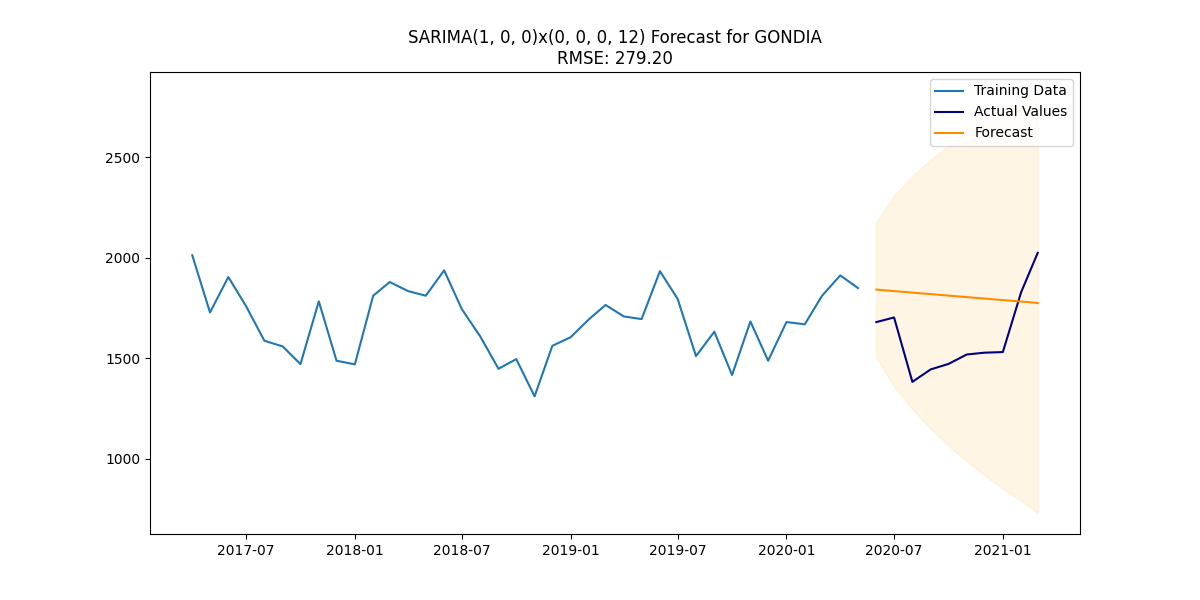 SARIMA(1, 0, 0)x(0, 0, 0, 12) Forecast for GONDIA
RMSE: 279.20
Training Data
Actual Values
Forecast
2500
2000
1500
1000
2017-07
2018-01
2018-07
2019-01
2019-07
2020-01
2020-07
2021-01